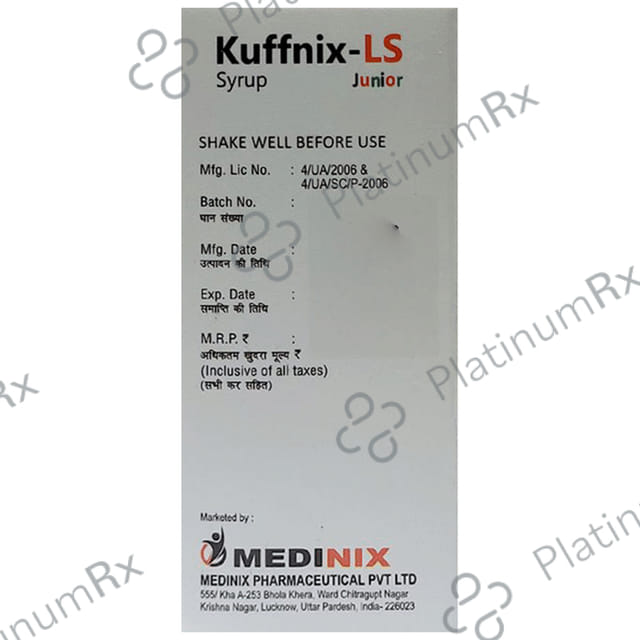 Kuffnix-LS
Syrup Junior
SHAKE WELL BEFORE USE
Mfg. Lic No. : 4/UA/2006 &
4/UA/SC/P-2006
Batch No. :
घान संख्या
Mfg. Date :
उत्पादन की तिथि
Exp. Date :
समाप्ति की तिथि
M.R.P. ₹ :
अधिकतम खुदरा मूल्य ₹
(Inclusive of all taxes)
(सभी कर सहित)
Marketed by :
MEDINIX
MEDINIX PHARMACEUTICAL PVT LTD
555/ Kha A-253 Bhola Khera, Ward Chitragupt Nagar
Krishna Nagar, Lucknow, Uttar Pardesh, India- 226023
PlatinumRx
PlatinumRx
PlatinumRx
PlatinumRx
Rx
numRx